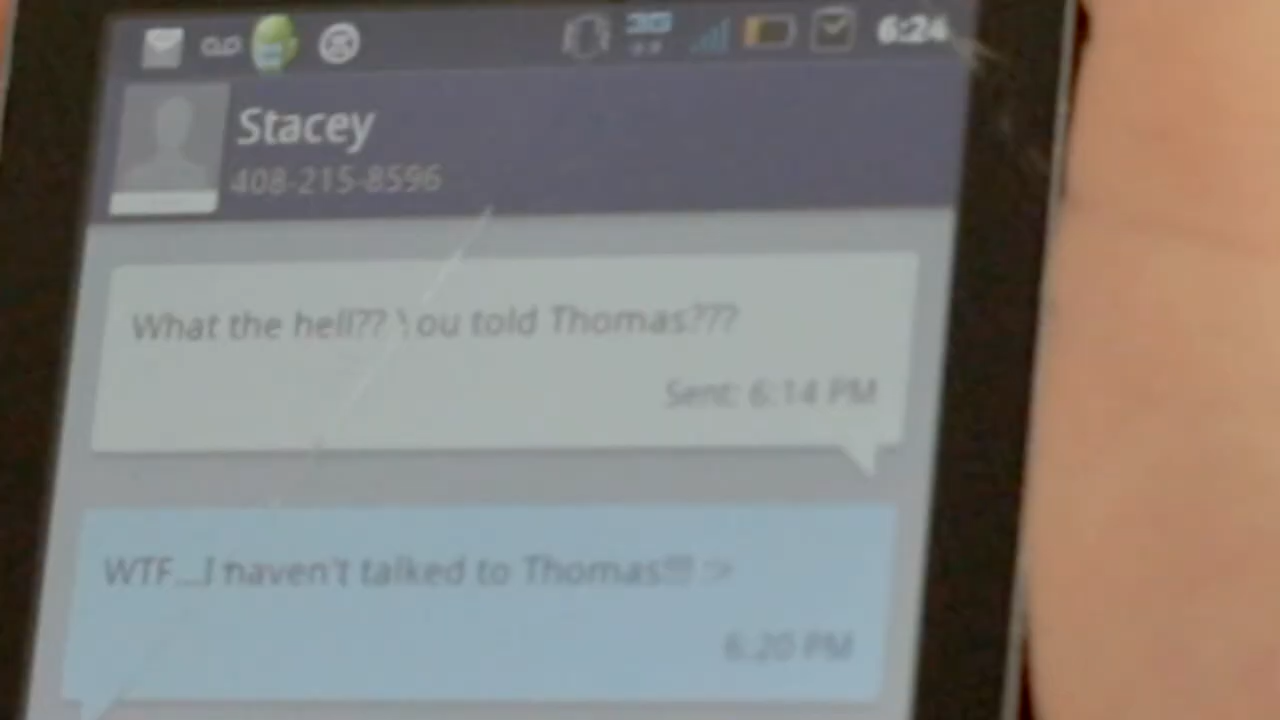 3G
6:24
Stacey
408-215-8596
What the hell?? You told Thomas???
Sent: 6:14 PM
WTF...I haven't talked to Thomas!!! :>
6:20 PM